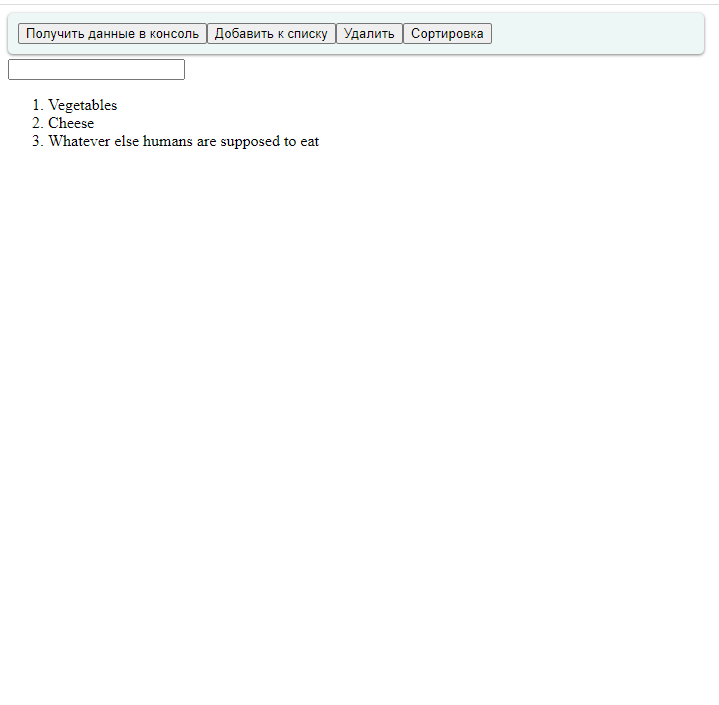 Получить данные в консоль Добавить к списку Удалить Сортировка
1. Vegetables
2. Cheese
3. Whatever else humans are supposed to eat